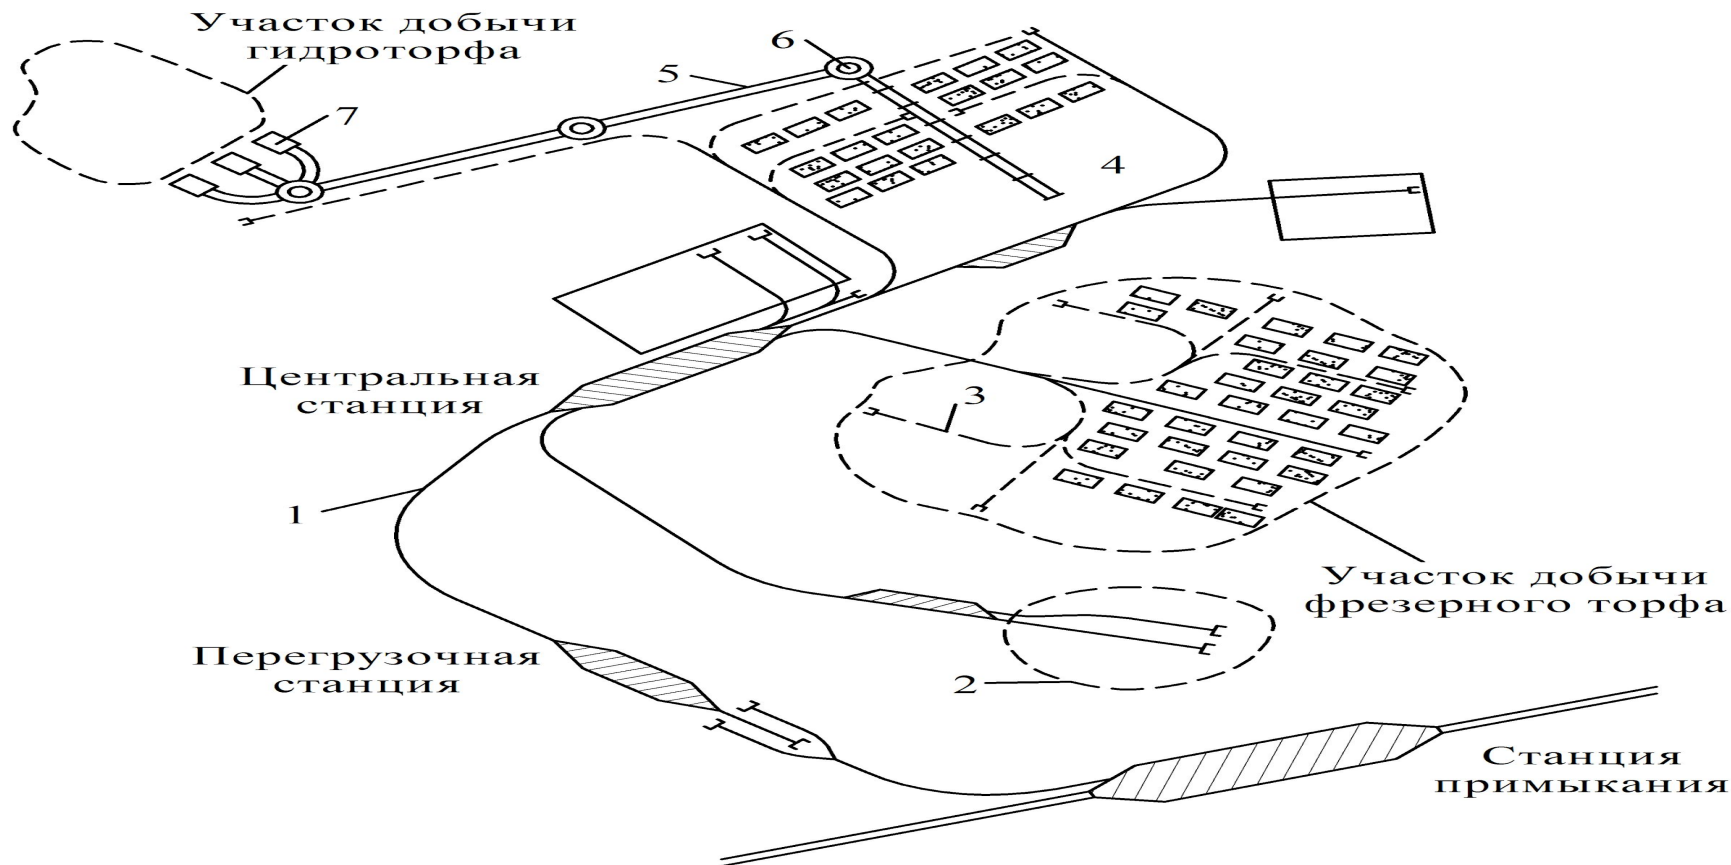 Участок добычи
гидроторфа
6
5
7
4
Центральная
станция
3
1
Участок добычи
фрезерного торфа
Перегрузочная
станция
2
Станция
примыкания